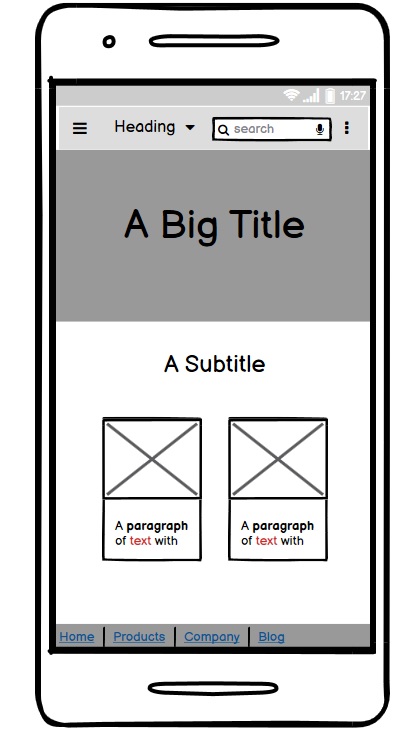 17:27
Heading
search
A Big Title
A Subtitle
A paragraph
of text with
A paragraph
of text with
Home Products Company Blog